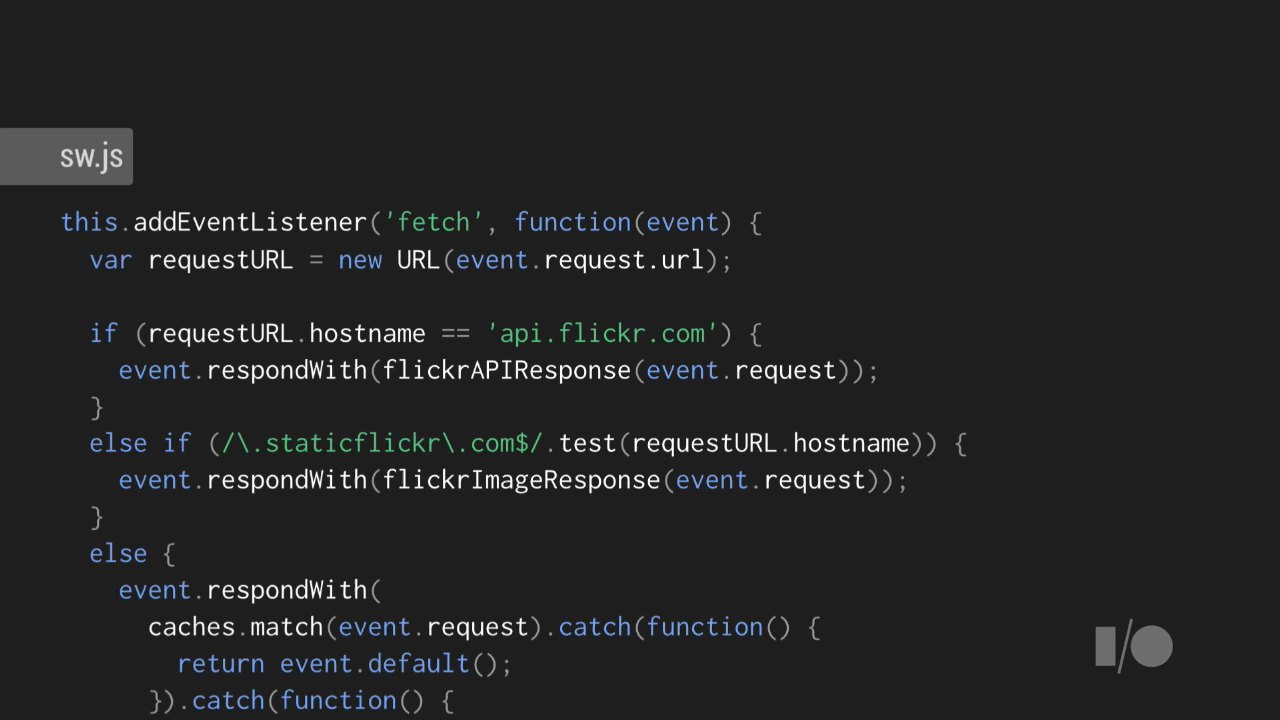 sw.js
this.addEventListener('fetch', function(event) {
  var requestURL = new URL(event.request.url);

  if (requestURL.hostname == 'api.flickr.com') {
    event.respondWith(flickrAPIResponse(event.request));
  }
  else if (/\.staticflickr\.com$/.test(requestURL.hostname)) {
    event.respondWith(flickrImageResponse(event.request));
  }
  else {
    event.respondWith(
      caches.match(event.request).catch(function() {
        return event.default();
      }).catch(function() {
I/O